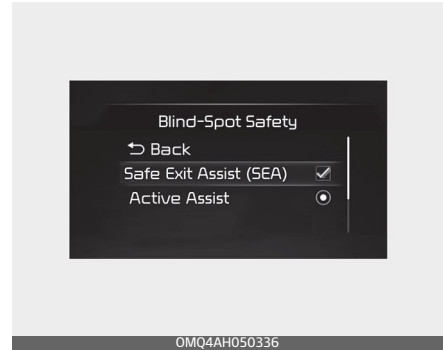 Blind-Spot Safety
Back
Safe Exit Assist (SEA)
Active Assist
OMQ4AH050336